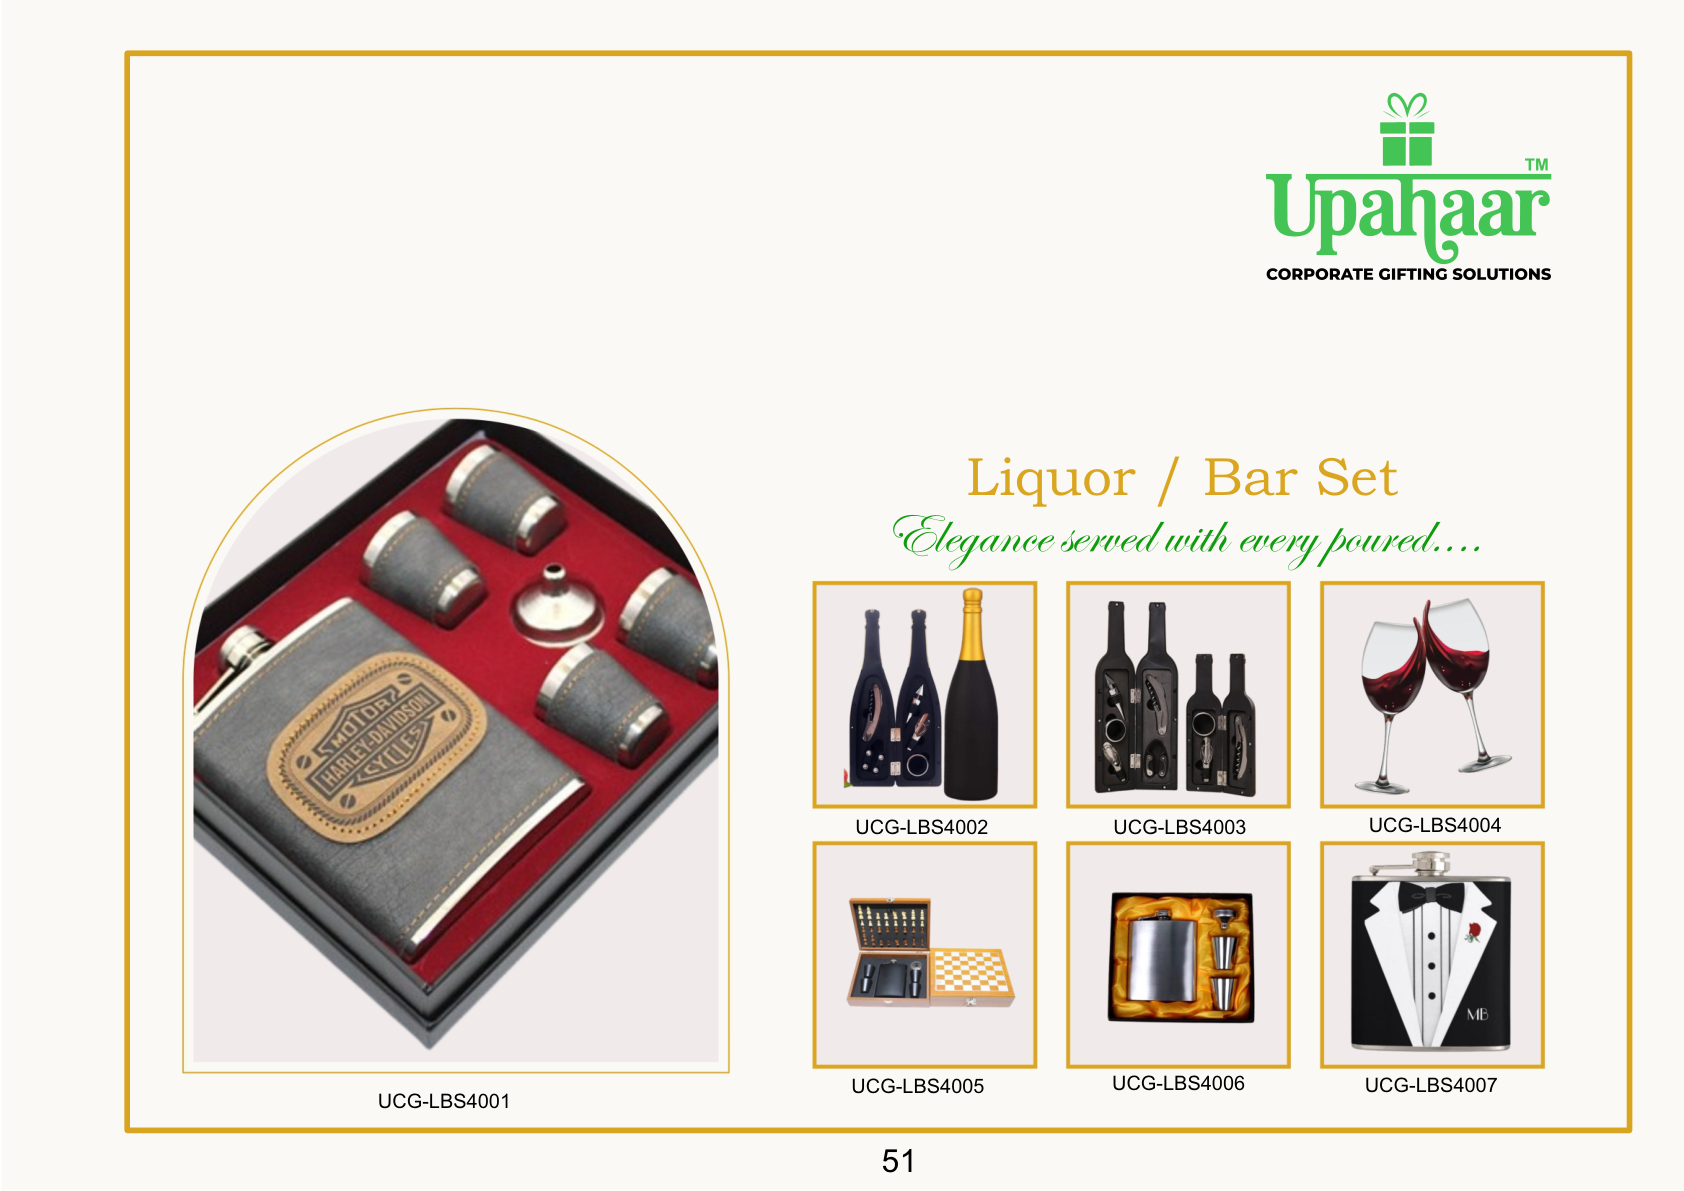 TM
Upahaar
CORPORATE GIFTING SOLUTIONS
Liquor / Bar Set
Elegance served with every poured....
MOTOR
HARLEY-DAVIDSON
CYCLES
UCG-LBS4001
UCG-LBS4002
UCG-LBS4003
UCG-LBS4004
MB
UCG-LBS4005
UCG-LBS4006
UCG-LBS4007
51